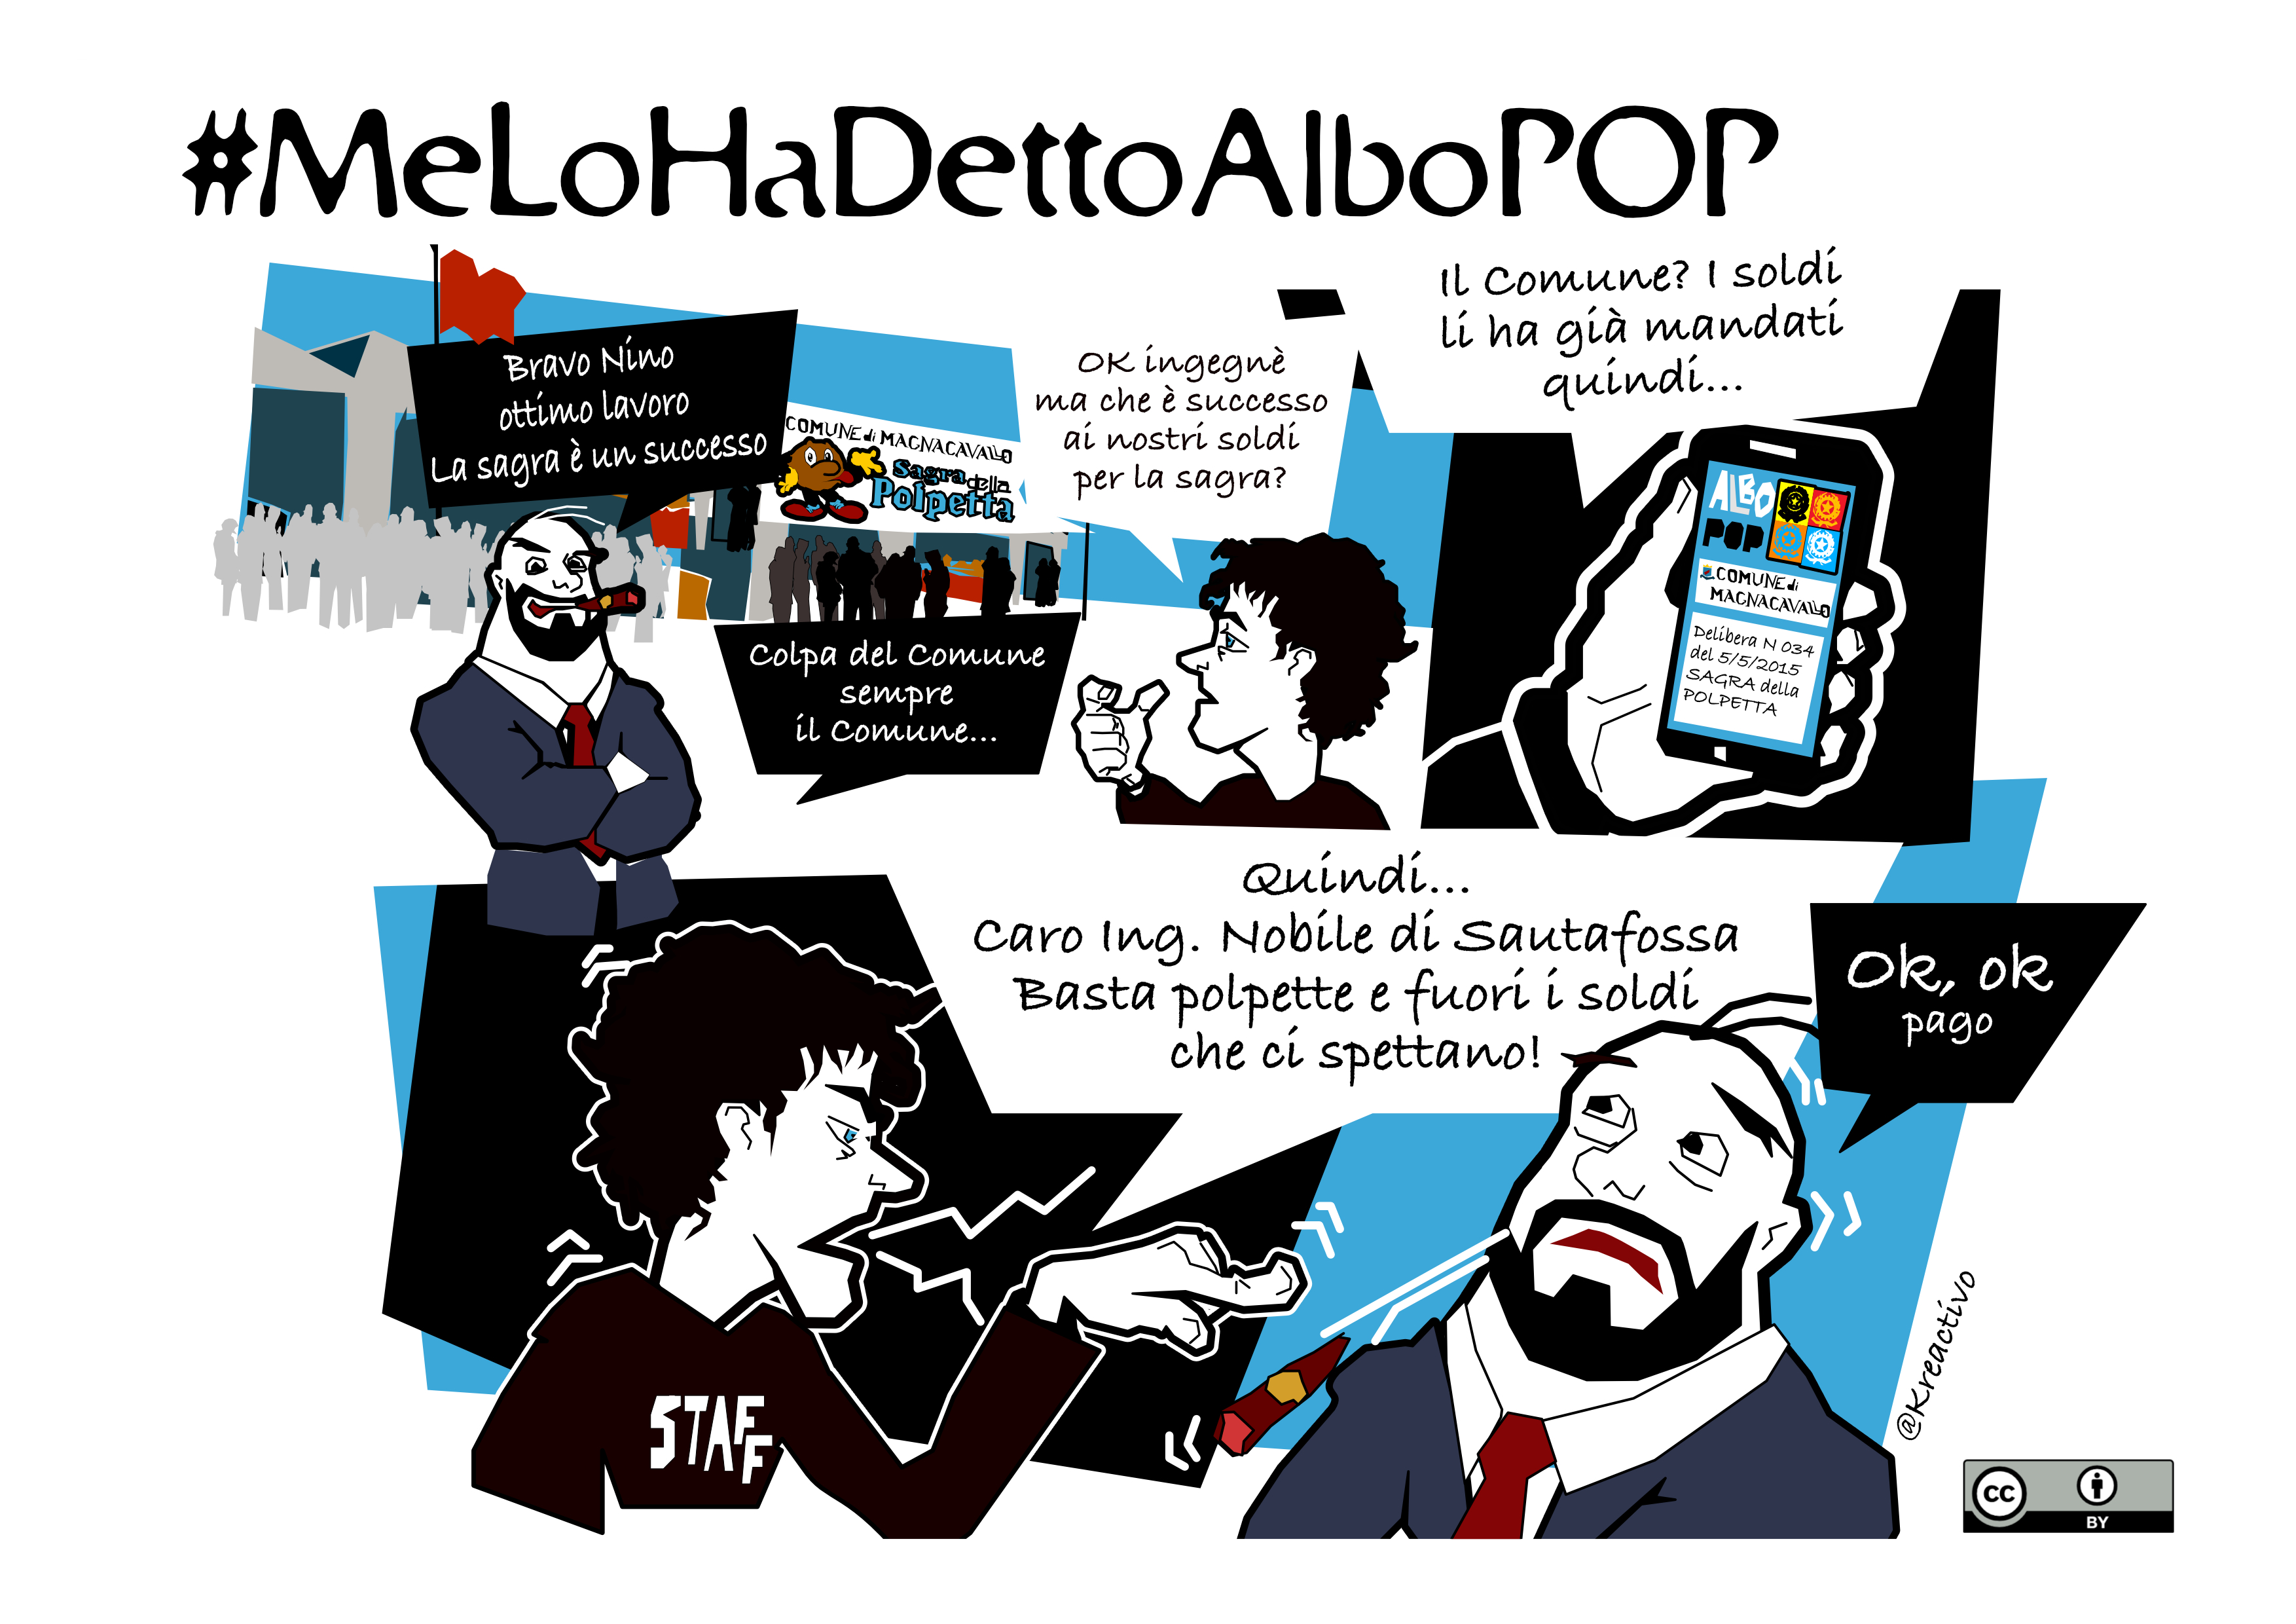 #MeLoHaDettoAlboPOP
Bravo Nino
ottimo lavoro
La sagra è un successo
COMUNE di MAGNACAVALLO
Sagra della
Polpetta
OK ingegnè
ma che è successo
ai nostri soldi
per la sagra?
Colpa del Comune
sempre
il Comune...
Il Comune? I soldi
li ha già mandati
quindi...
ALBO
POP
COMUNE di
MAGNACAVALLO
Delibera N 034
del 5/5/2015
SAGRA della
POLPETTA
Quindi...
Caro Ing. Nobile di Sautafossa
Basta polpette e fuori i soldi
che ci spettano!
Ok, ok
pago
STAFF
@Kreactivo
cc
BY